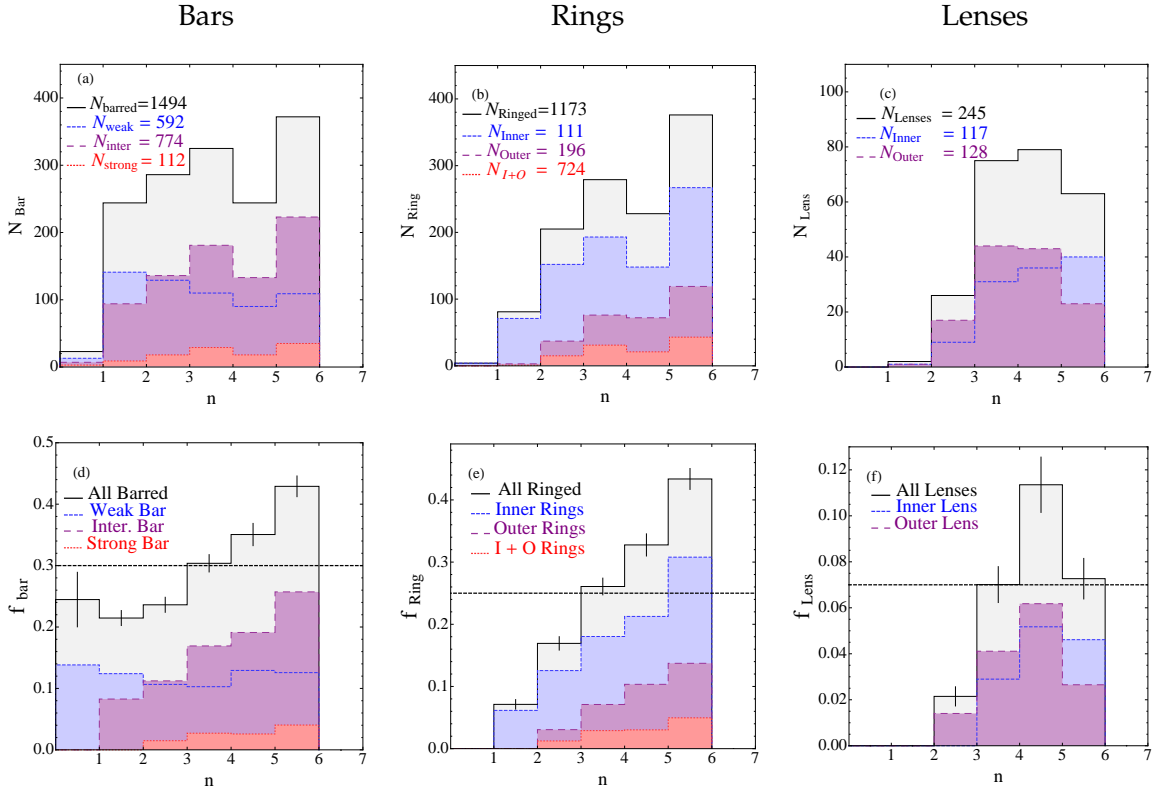 Bars
Rings
Lenses
(a)
N_barred=1494
N_weak = 592
N_inter = 774
N_strong= 112
400
300
200
100
0
N_Bar
1 2 3 4 5 6 7
n
(b)
N_Ringed=1173
N_Inner = 111
N_Outer = 196
N_I+O = 724
400
300
200
100
0
N_Ring
1 2 3 4 5 6 7
n
(c)
N_Lenses = 245
N_Inner = 117
N_Outer = 128
100
80
60
40
20
0
N_Lens
1 2 3 4 5 6 7
n
(d)
All Barred
Weak Bar
Inter. Bar
Strong Bar
0.5
0.4
0.3
0.2
0.1
0.0
f_bar
1 2 3 4 5 6 7
n
(e)
All Ringed
Inner Rings
Outer Rings
I + O Rings
0.4
0.3
0.2
0.1
0.0
f_Ring
1 2 3 4 5 6 7
n
(f)
All Lenses
Inner Lens
Outer Lens
0.12
0.10
0.08
0.06
0.04
0.02
0.00
f_Lens
1 2 3 4 5 6 7
n